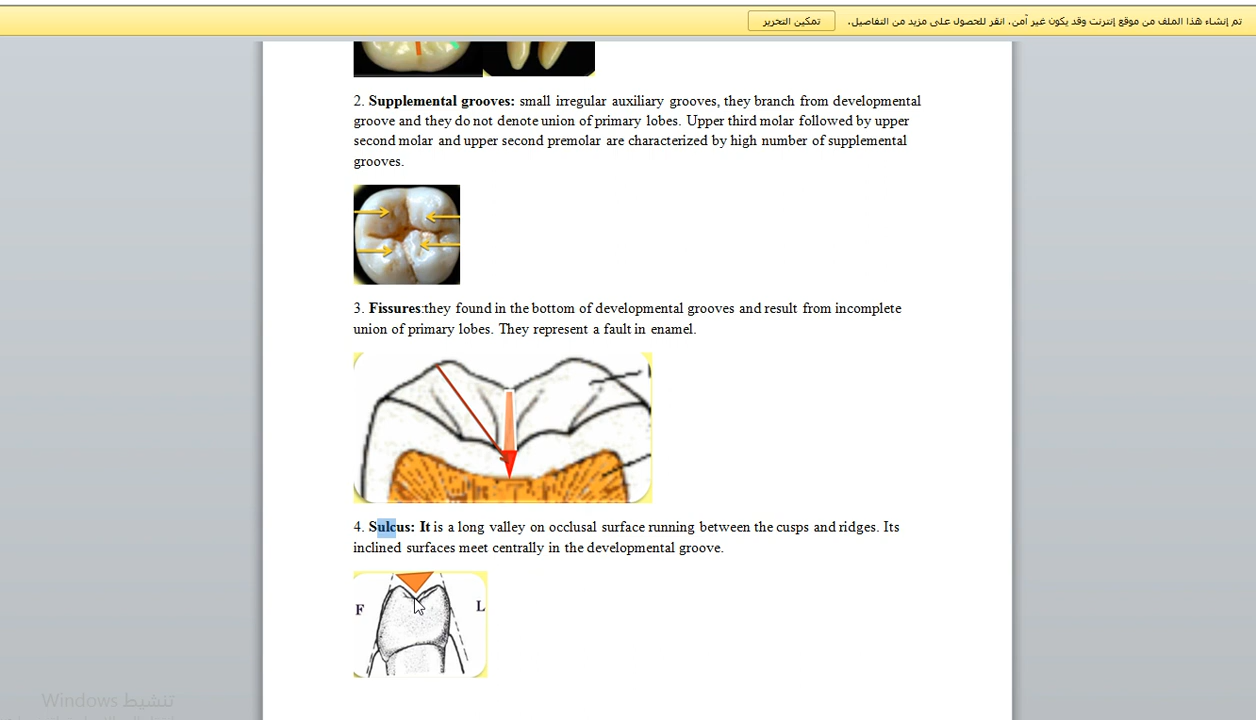 تم إنشاء هذا الملف من موقع إنترنت وقد يكون غير آمن. انقر للحصول على مزيد من التفاصيل.
تمكين التحرير
2. Supplemental grooves: small irregular auxiliary grooves, they branch from developmental
groove and they do not denote union of primary lobes. Upper third molar followed by upper
second molar and upper second premolar are characterized by high number of supplemental
grooves.
3. Fissures:they found in the bottom of developmental grooves and result from incomplete
union of primary lobes. They represent a fault in enamel.
4. Sulcus: It is a long valley on occlusal surface running between the cusps and ridges. Its
inclined surfaces meet centrally in the developmental groove.
F L
تنشيط Windows